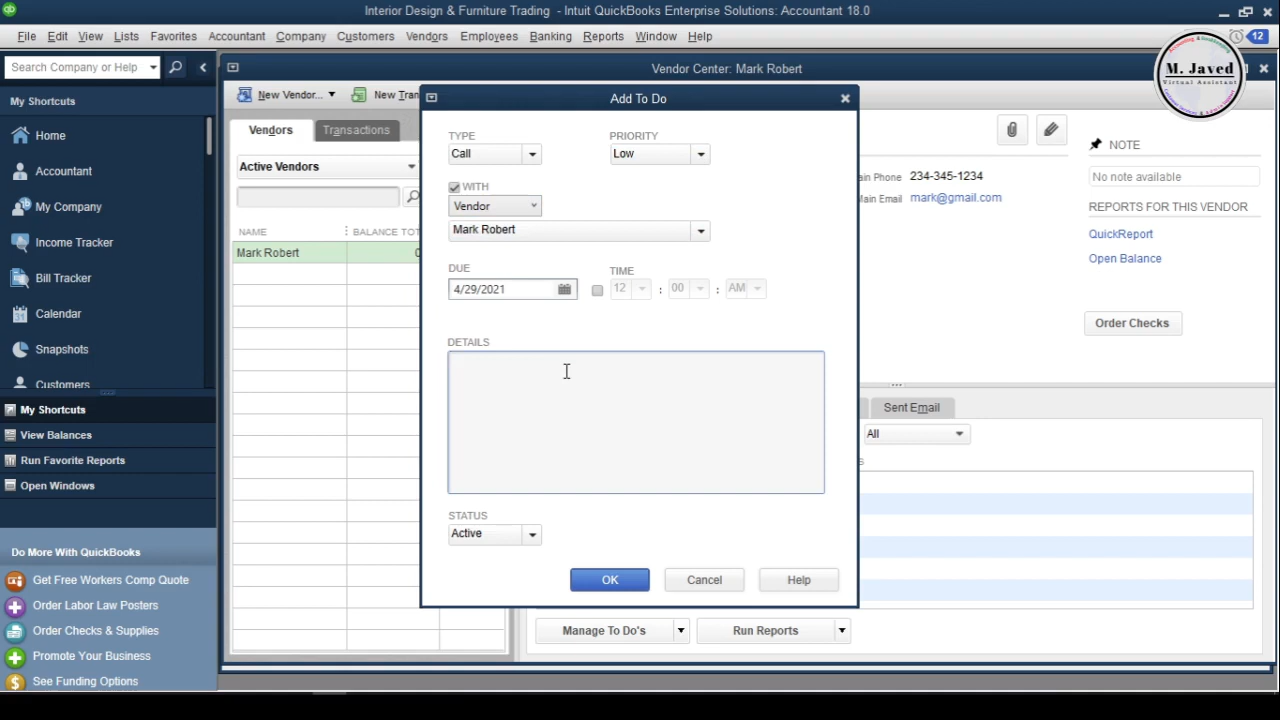 Interior Design & Furniture Trading - Intuit QuickBooks Enterprise Solutions: Accountant 18.0
File Edit View Lists Favorites Accountant Company Customers Vendors Employees Banking Reports Window Help
12
Search Company or Help
My Shortcuts
Home
Accountant
My Company
Income Tracker
Bill Tracker
Calendar
Snapshots
Customers
My Shortcuts
View Balances
Run Favorite Reports
Open Windows
Do More With QuickBooks
Get Free Workers Comp Quote
Order Labor Law Posters
Order Checks & Supplies
Promote Your Business
See Funding Options
Vendor Center: Mark Robert
M. Javed
Virtual Assistant
New Vendor...
New Tran
Vendors
Transactions
Active Vendors
NAME
BALANCE TOT
Mark Robert
0
Add To Do
TYPE
PRIORITY
Call
Low
WITH
Vendor
Mark Robert
DUE
TIME
4/29/2021
12 : 00 : AM
DETAILS
STATUS
Active
OK
Cancel
Help
ain Phone 234-345-1234
Main Email mark@gmail.com
NOTE
No note available
REPORTS FOR THIS VENDOR
QuickReport
Open Balance
Order Checks
Sent Email
All
S
Manage To Do's
Run Reports